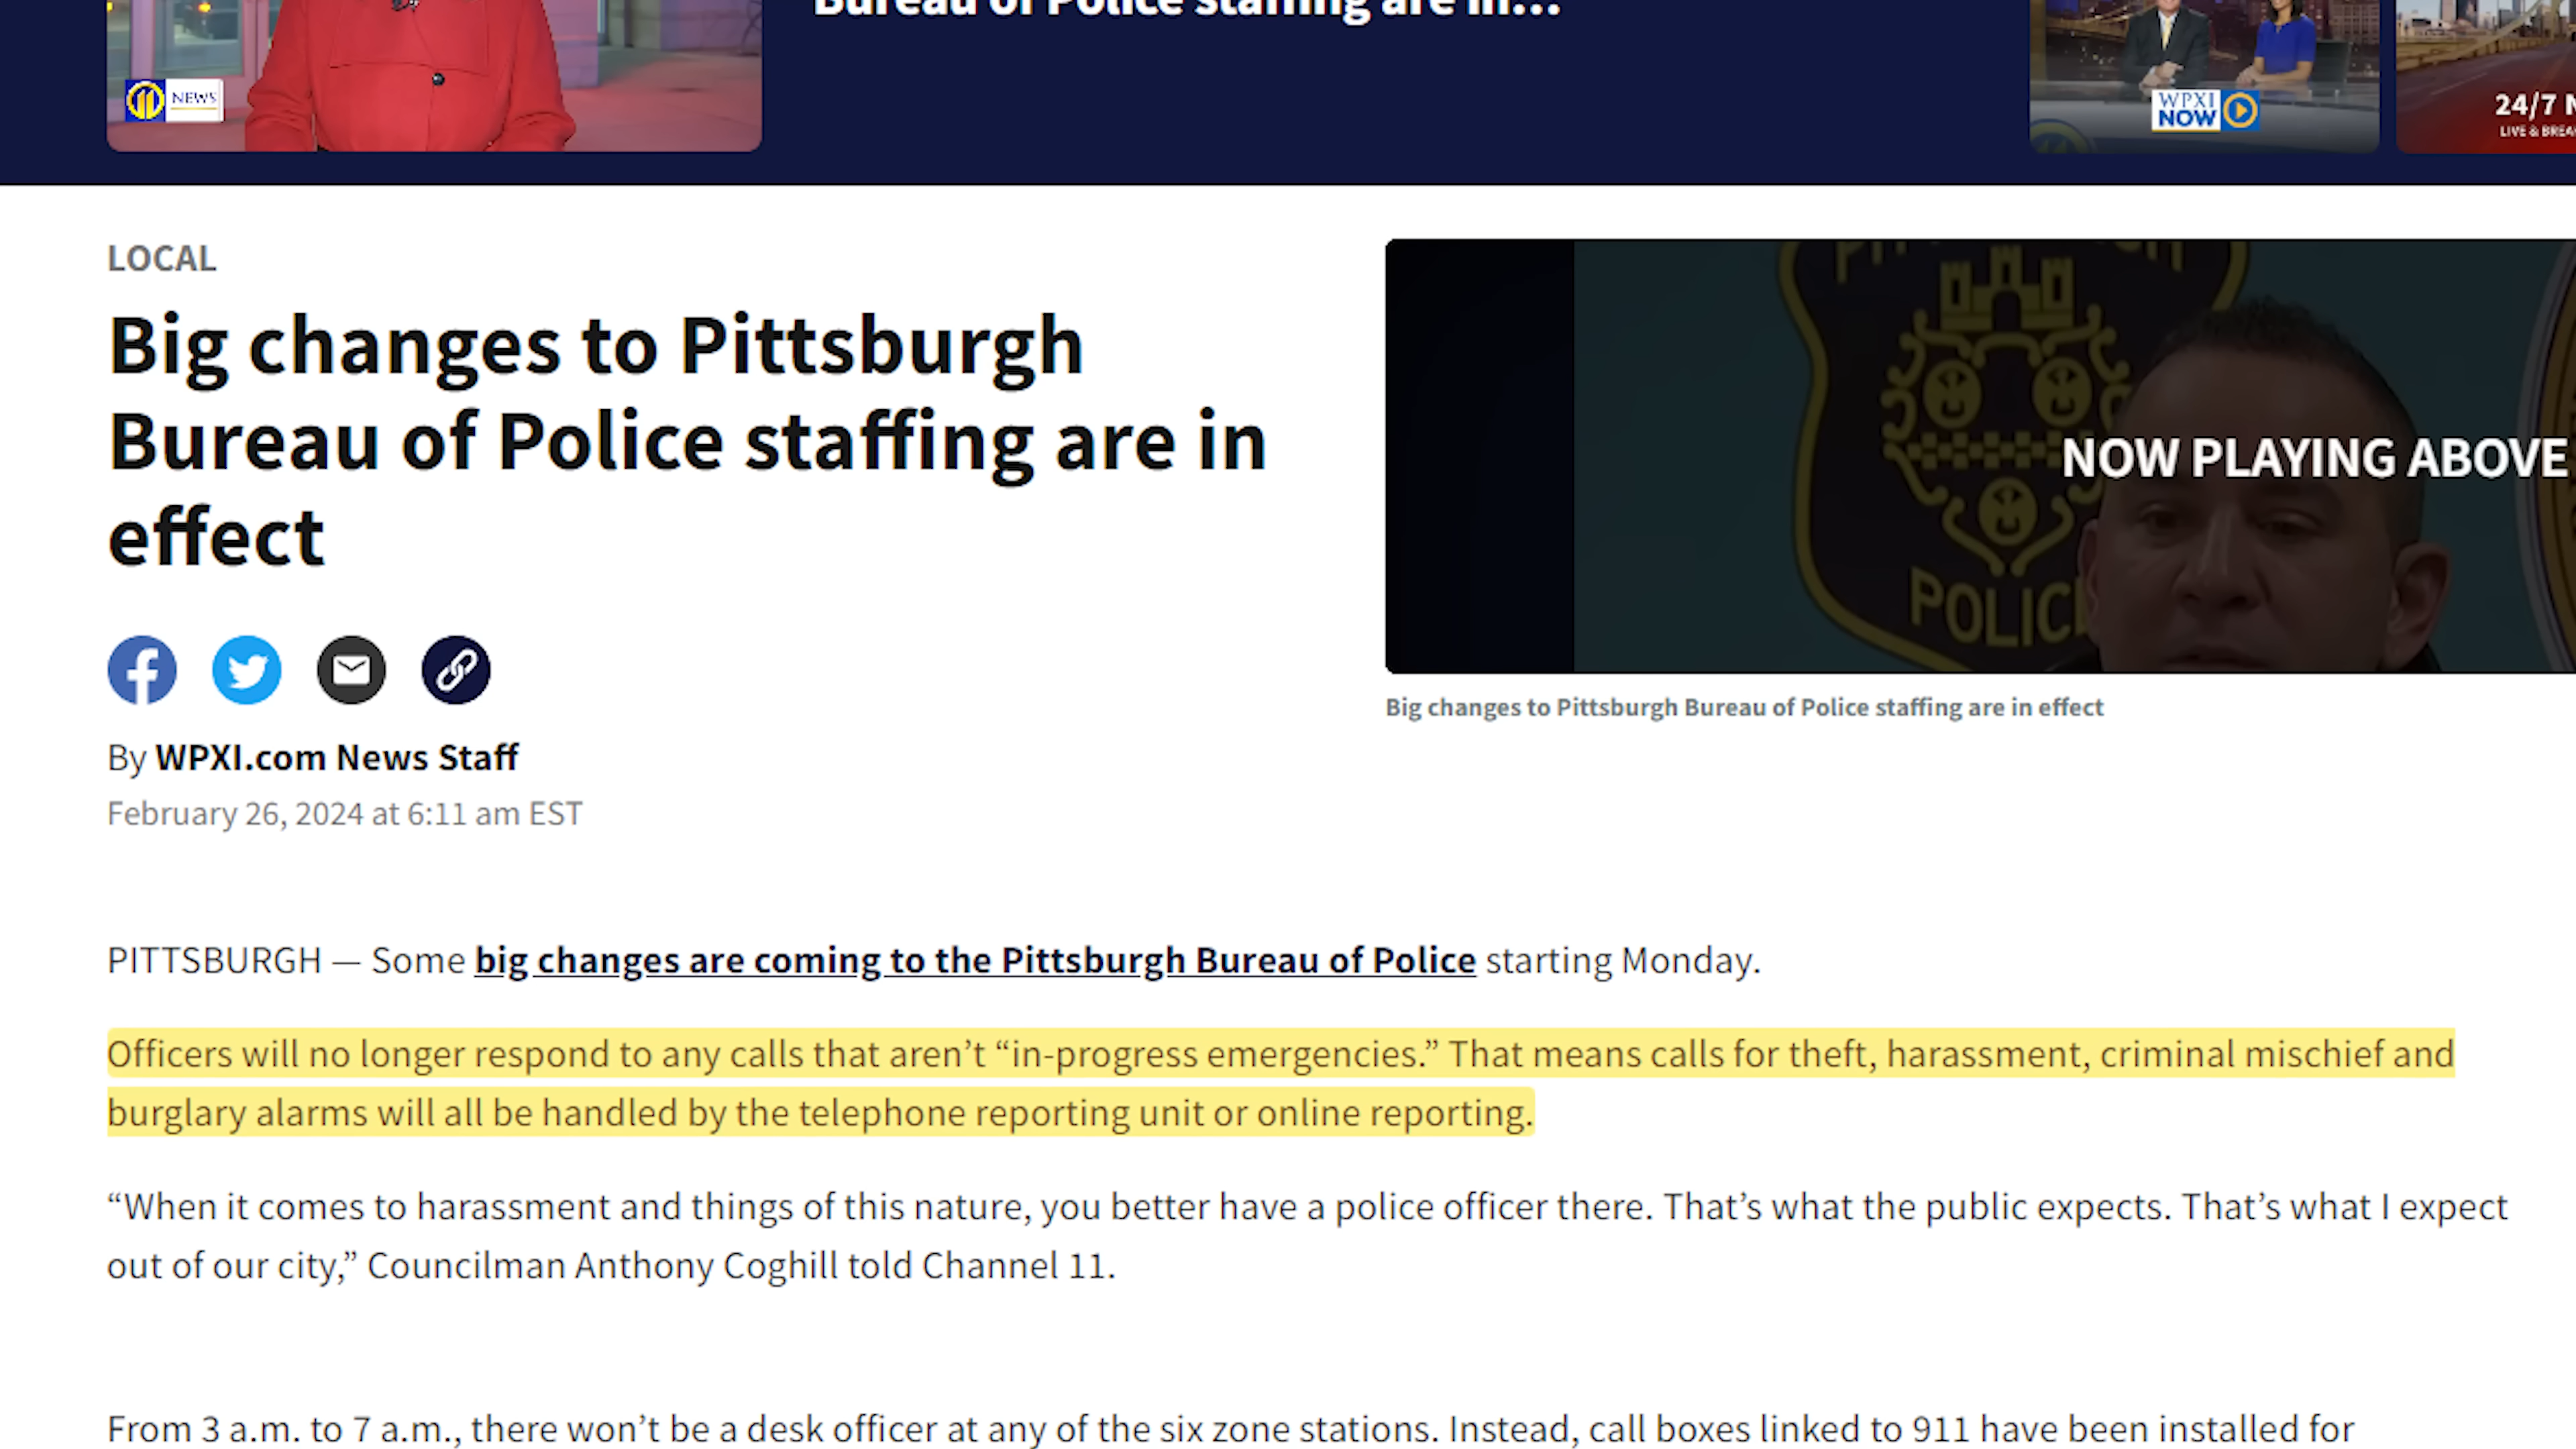 Bureau of Police staffing are in...
11 NEWS
WPXI
NOW
24/7
LIVE &
LOCAL
Big changes to Pittsburgh
Bureau of Police staffing are in
effect
POLIC
NOW PLAYING ABOVE
Big changes to Pittsburgh Bureau of Police staffing are in effect
By WPXI.com News Staff
February 26, 2024 at 6:11 am EST
PITTSBURGH — Some big changes are coming to the Pittsburgh Bureau of Police starting Monday.
Officers will no longer respond to any calls that aren’t “in-progress emergencies.” That means calls for theft, harassment, criminal mischief and
burglary alarms will all be handled by the telephone reporting unit or online reporting.
“When it comes to harassment and things of this nature, you better have a police officer there. That’s what the public expects. That’s what I expect
out of our city,” Councilman Anthony Coghill told Channel 11.
From 3 a.m. to 7 a.m., there won’t be a desk officer at any of the six zone stations. Instead, call boxes linked to 911 have been installed for